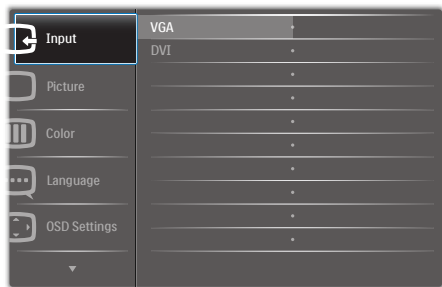 Input
VGA
DVI
Picture
Color
Language
OSD Settings